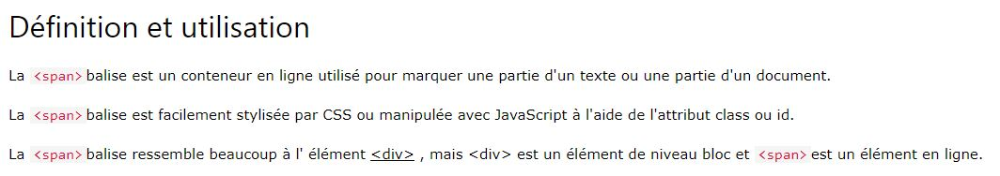 Définition et utilisation
La <span> balise est un conteneur en ligne utilisé pour marquer une partie d'un texte ou une partie d'un document.
La <span> balise est facilement stylisée par CSS ou manipulée avec JavaScript à l'aide de l'attribut class ou id.
La <span> balise ressemble beaucoup à l' élément <div> , mais <div> est un élément de niveau bloc et <span> est un élément en ligne.